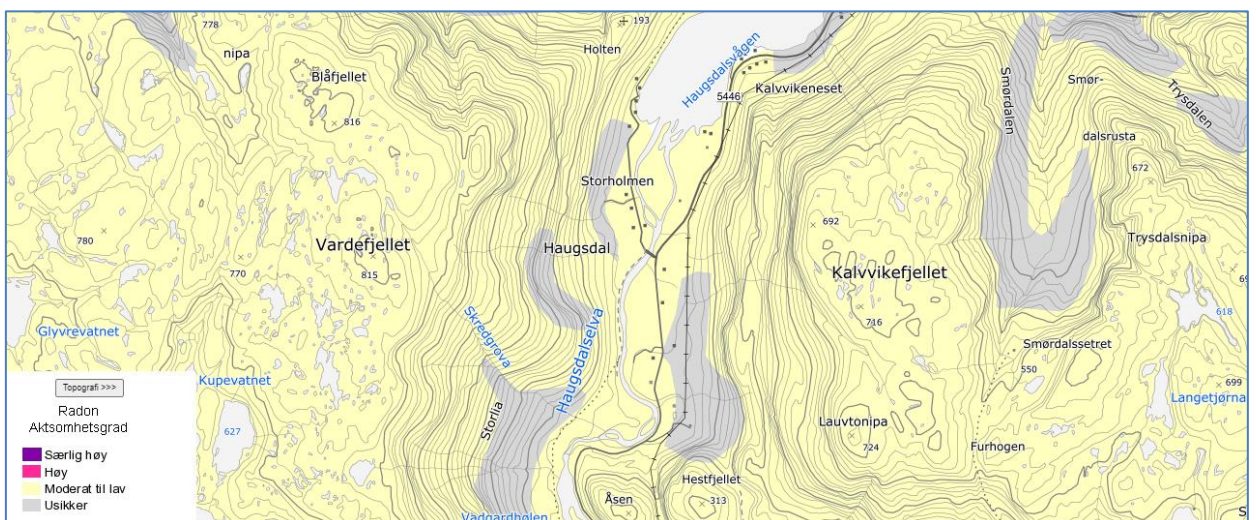 778
nipa
Blåfjellet
816
193
Holten
Haugsdalsvågen
5446
Kalvvikeneset
Smørdalen
Smør-
dalsrusta
Trysdalen
672
Storholmen
Haugsdal
Vardefjellet
815
780
770
692
Kalvvikefjellet
716
Trysdalsnipa
618
Glyvrevatnet
Skredgrova
Haugsdalselva
Smørdalssetret
550
699
Langetjørna
Kupevatnet
627
Storlia
Lauvtonipa
724
Furhogen
Hestfjellet
313
Åsen
Vadgardhølen
Topografi >>>
Radon
Aktsomhetsgrad
Særlig høy
Høy
Moderat til lav
Usikker